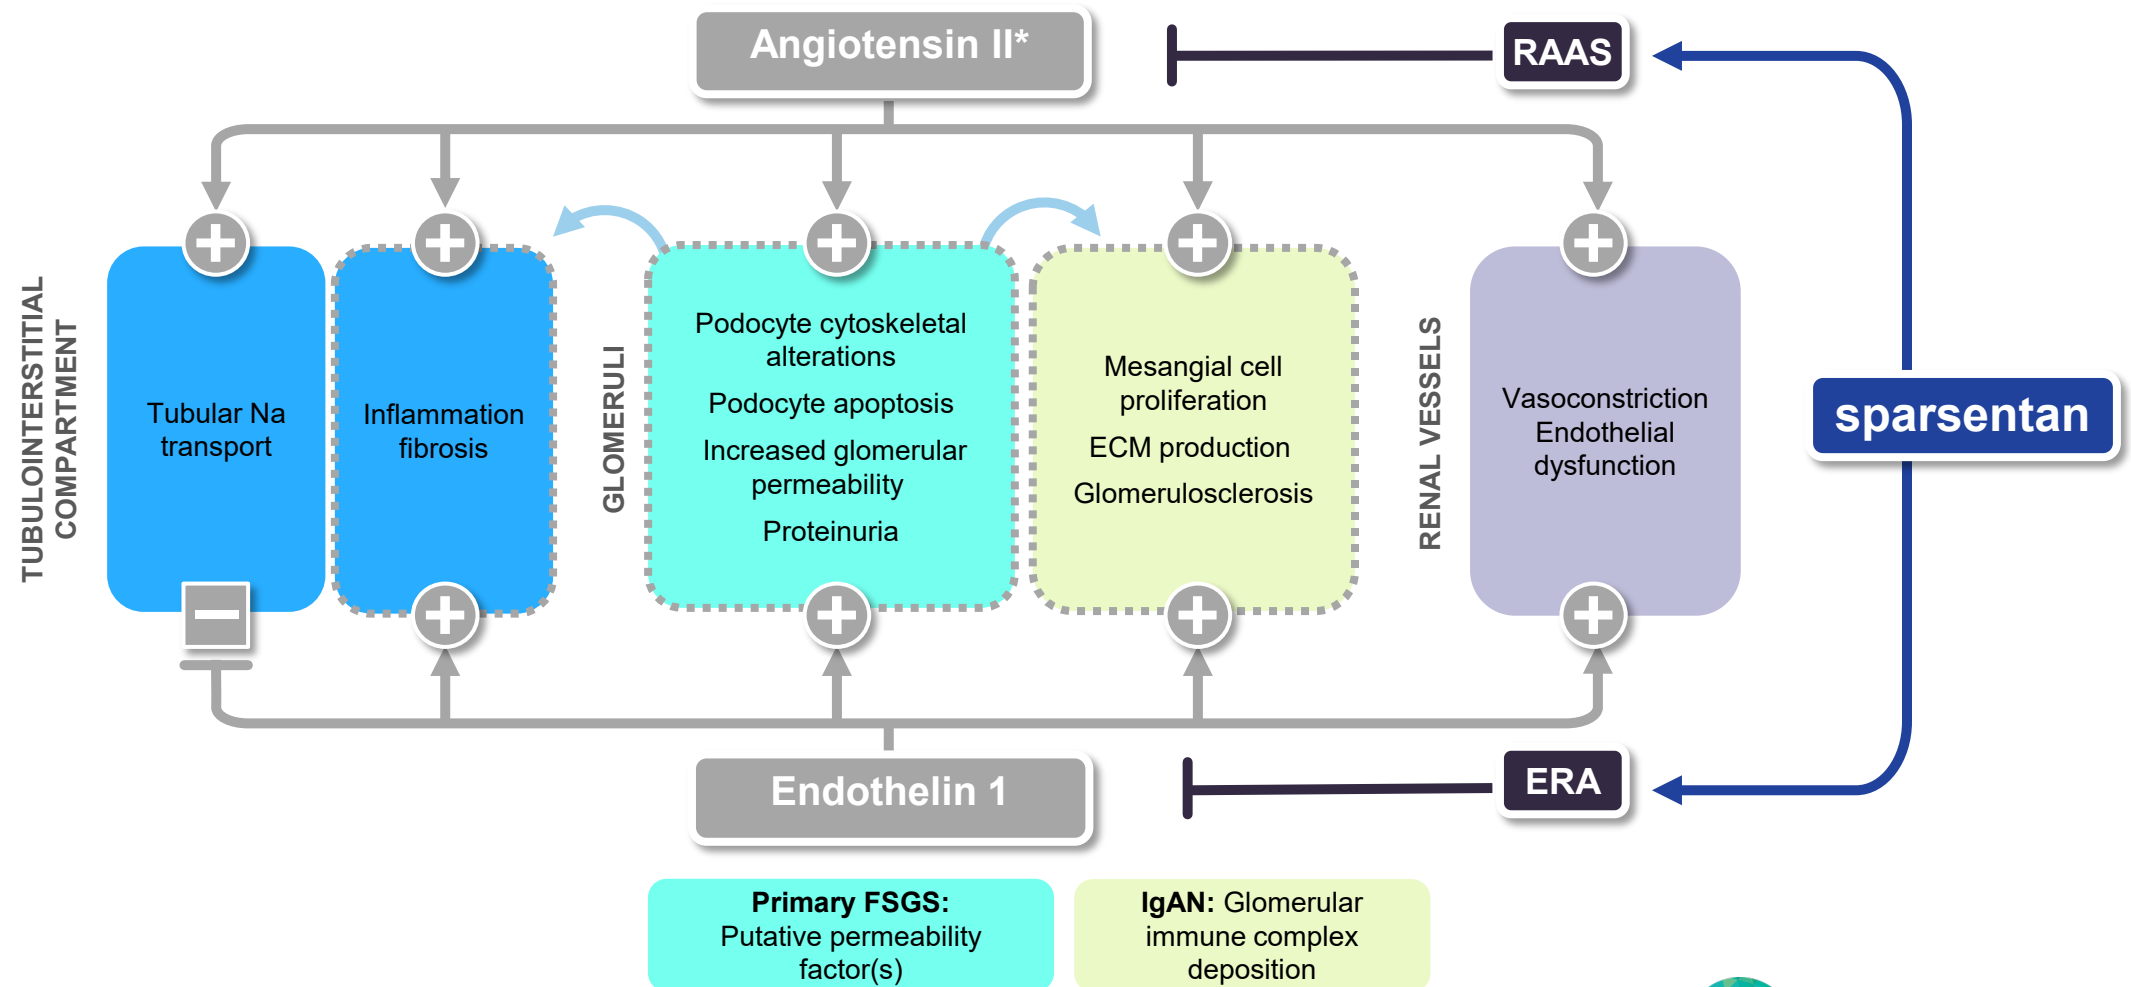 Angiotensin II*
RAAS
TUBULOINTERSTITIAL
COMPARTMENT
Tubular Na
transport
Inflammation
fibrosis
GLOMERULI
Podocyte cytoskeletal
alterations
Podocyte apoptosis
Increased glomerular
permeability
Proteinuria
Mesangial cell
proliferation
ECM production
Glomerulosclerosis
RENAL VESSELS
Vasoconstriction
Endothelial
dysfunction
sparsentan
Endothelin 1
ERA
Primary FSGS:
Putative permeability
factor(s)
IgAN: Glomerular
immune complex
deposition